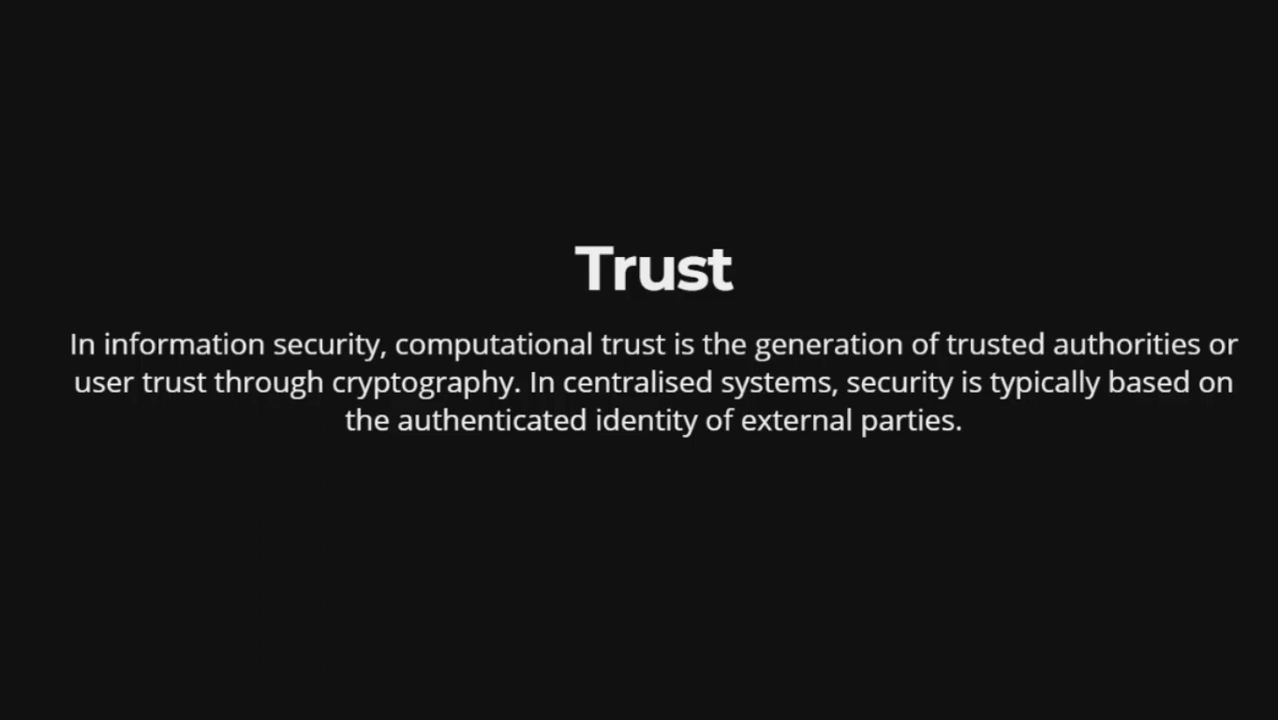 Trust
In information security, computational trust is the generation of trusted authorities or
user trust through cryptography. In centralised systems, security is typically based on
the authenticated identity of external parties.